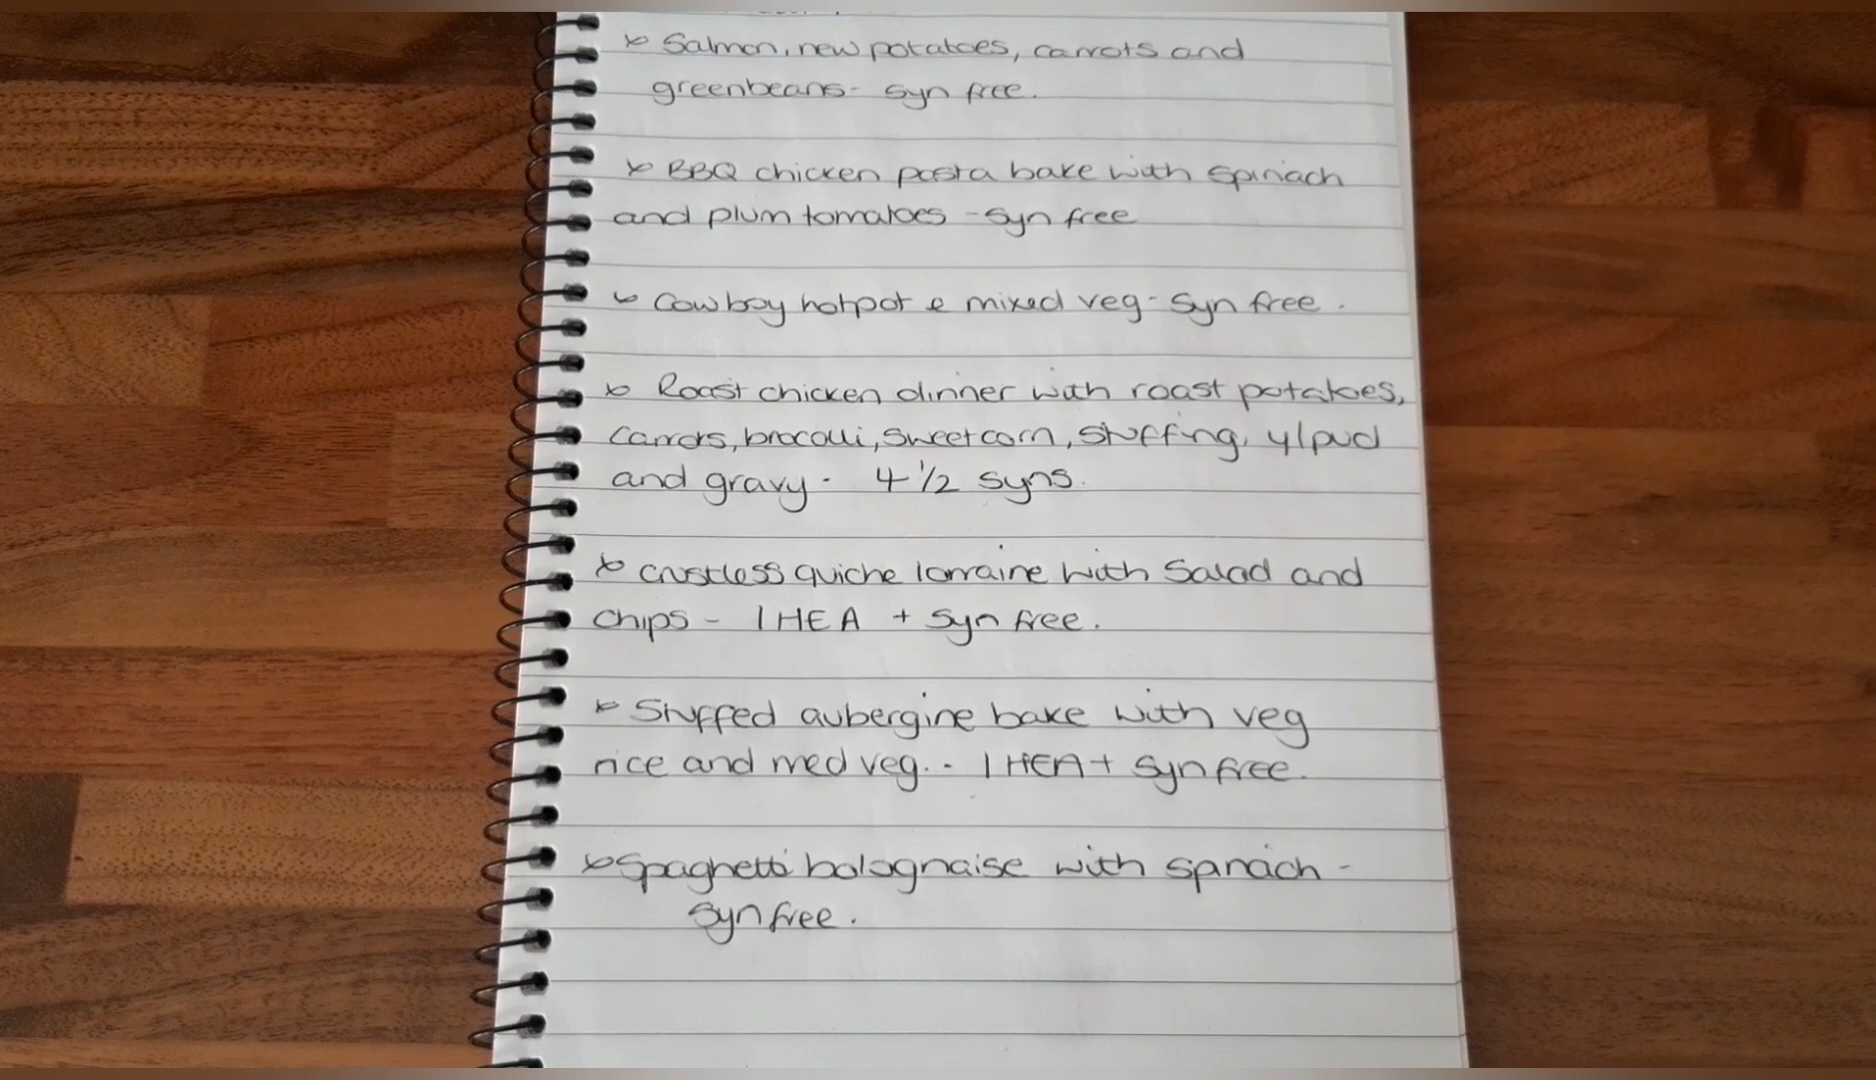 x Salmon, new potatoes, carrots and
greenbeans - syn free.
x BBQ chicken pasta bake with spinach
and plum tomatoes - syn free
x Cowboy hotpot & mixed veg - Syn free.
x Roast chicken dinner with roast potatoes,
carrots, brocolli, sweetcorn, stuffing, y/pud
and gravy - 4 1/2 syns.
x crustless quiche lorraine with Salad and
chips - 1 HEA + syn free.
x Stuffed aubergine bake with veg
rice and med veg. - 1 HEA + syn free.
x Spaghetti bolognaise with spinach -
syn free.